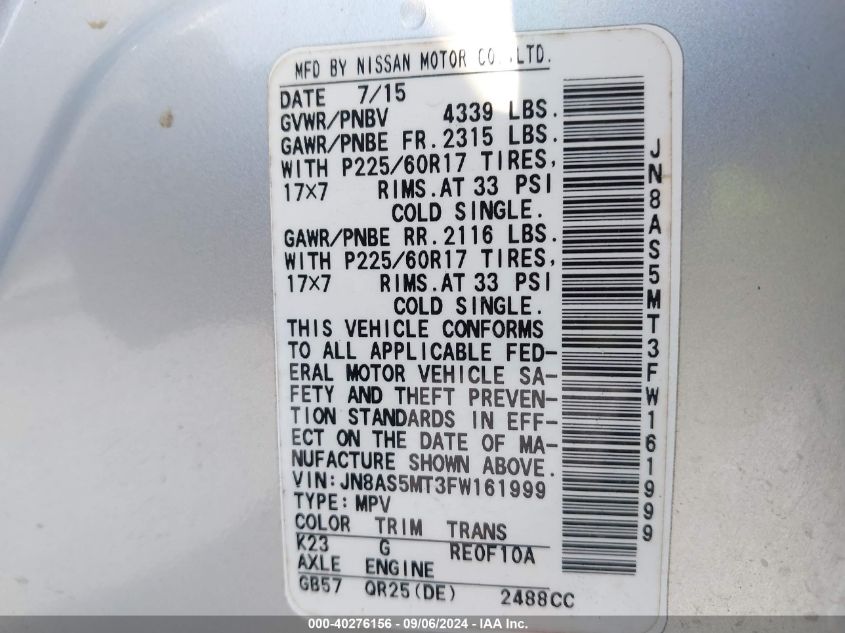 MFD BY NISSAN MOTOR CO.,LTD.
DATE 7/15
GVWR/PNBV 4339 LBS.
GAWR/PNBE FR.2315 LBS.
WITH P225/60R17 TIRES,
17×7 RIMS.AT 33 PSI
COLD SINGLE.
GAWR/PNBE RR.2116 LBS.
WITH P225/60R17 TIRES,
17×7 RIMS.AT 33 PSI
COLD SINGLE.
THIS VEHICLE CONFORMS
TO ALL APPLICABLE FED-
ERAL MOTOR VEHICLE SA-
FETY AND THEFT PREVEN-
TION STANDARDS IN EFF-
ECT ON THE DATE OF MA-
NUFACTURE SHOWN ABOVE.
VIN:JN8AS5MT3FW161999
TYPE:MPV
COLOR TRIM TRANS
K23 G RE0F10A
AXLE ENGINE
GB57 QR25(DE) 2488CC
JN8AS5MT3FW161999
000-40276156 - 09/06/2024 - IAA Inc.